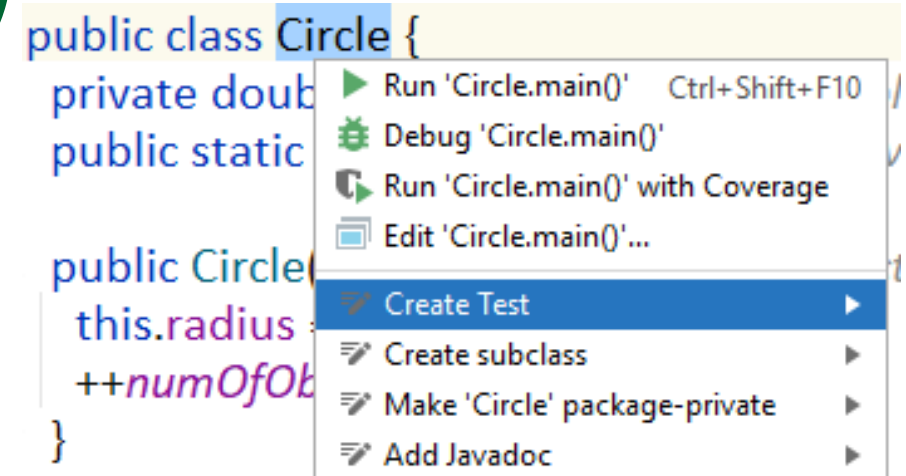 public class Circle {
private doub
public static
public Circle(
this.radius =
++numOfOb
}
Run 'Circle.main()' Ctrl+Shift+F10
Debug 'Circle.main()'
Run 'Circle.main()' with Coverage
Edit 'Circle.main()'...
Create Test
Create subclass
Make 'Circle' package-private
Add Javadoc